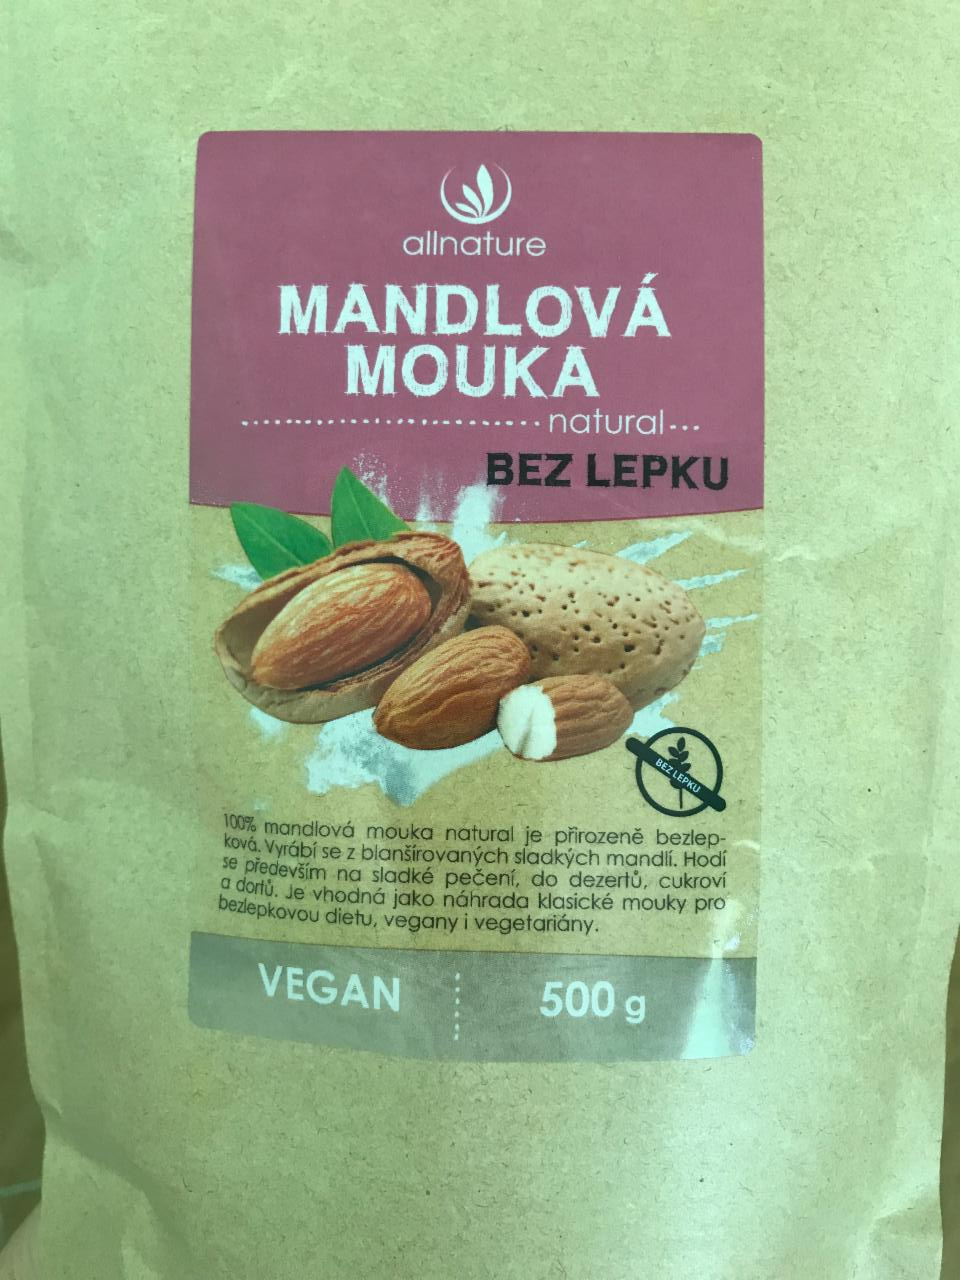 allnature
MANDLOVÁ
MOUKA
natural
BEZ LEPKU
BEZ LEPKU
100% mandlová mouka natural je přirozeně bezlep-
ková. Vyrábí se z blanšírovaných sladkých mandlí. Hodí
se především na sladké pečení, do dezertů, cukroví
a dortů. Je vhodná jako náhrada klasické mouky pro
bezlepkovou dietu, vegany i vegetariány.
VEGAN
500 g